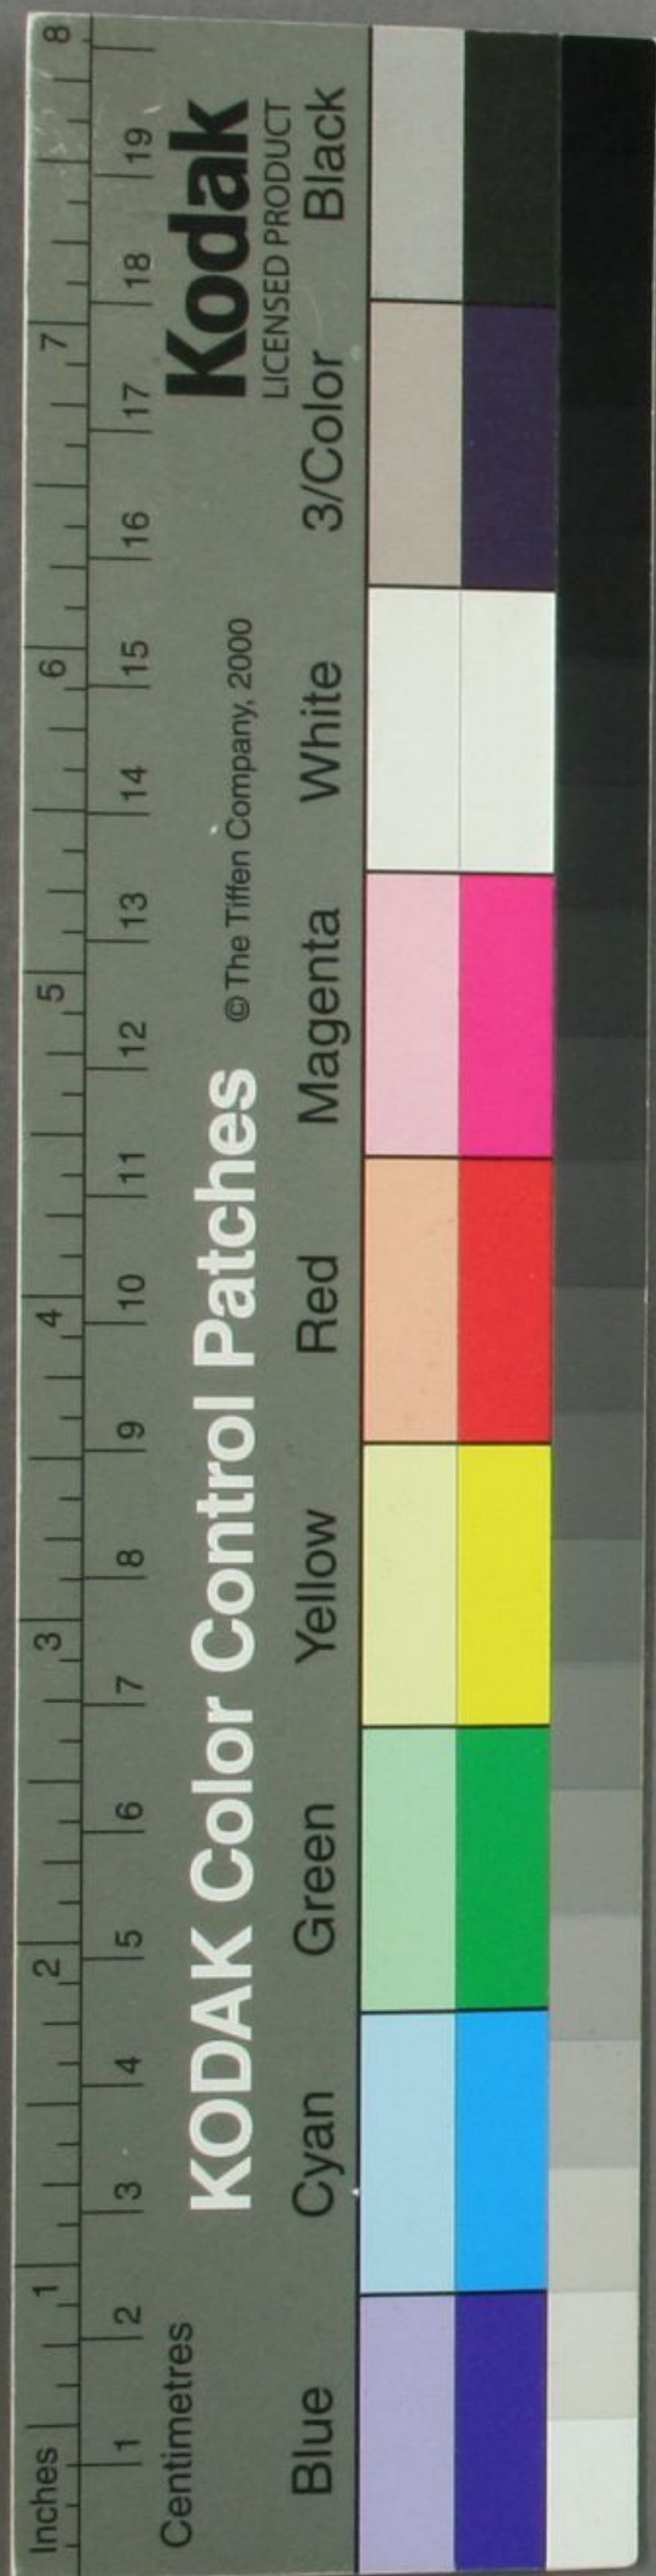 Inches 1 2 3 4 5 6 7 8
1 2 3 4 5 6 7 8 9 10 11 12 13 14 15 16 17 18 19
Centimetres
KODAK Color Control Patches © The Tiffen Company, 2000 Kodak
LICENSED PRODUCT
Blue Cyan Green Yellow Red Magenta White 3/Color Black